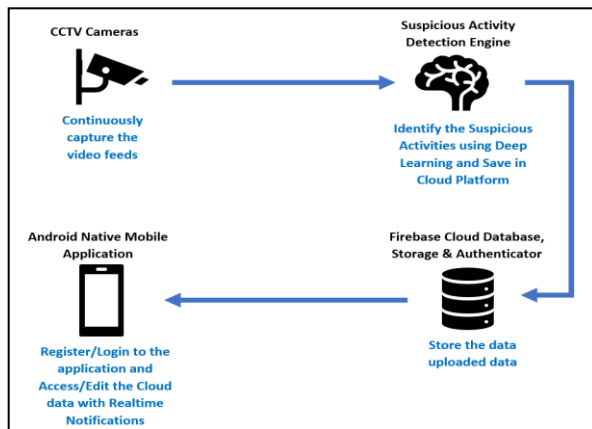 CCTV Cameras
Continuously
capture the
video feeds
Suspicious Activity
Detection Engine
Identify the Suspicious
Activities using Deep
Learning and Save in
Cloud Platform
Android Native Mobile
Application
Register/Login to the
application and
Access/Edit the Cloud
data with Realtime
Notifications
Firebase Cloud Database,
Storage & Authenticator
Store the data
uploaded data